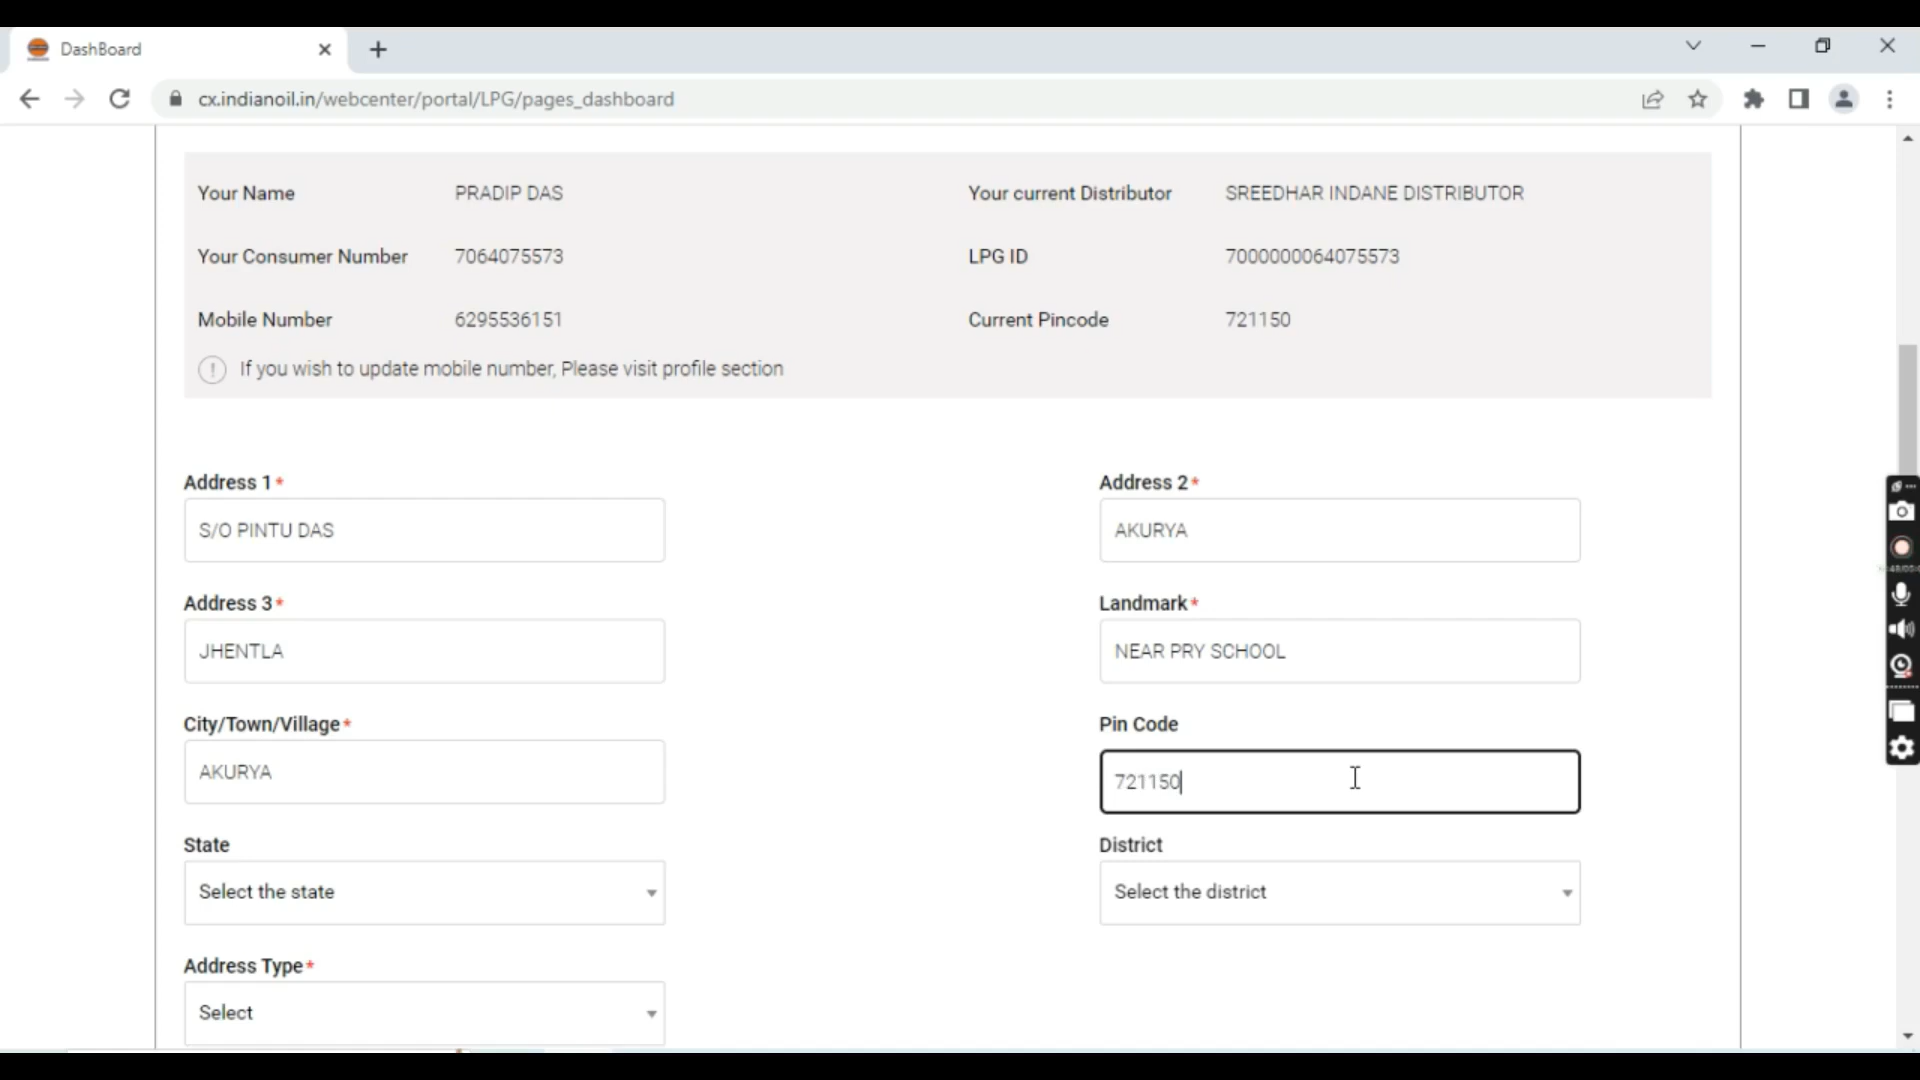 DashBoard
cx.indianoil.in/webcenter/portal/LPG/pages_dashboard
Your Name PRADIP DAS Your current Distributor SREEDHAR INDANE DISTRIBUTOR
Your Consumer Number 7064075573 LPG ID 7000000064075573
Mobile Number 6295536151 Current Pincode 721150
! If you wish to update mobile number, Please visit profile section
Address 1* Address 2*
S/O PINTU DAS AKURYA
Address 3* Landmark*
JHENTLA NEAR PRY SCHOOL
City/Town/Village* Pin Code
AKURYA 721150
State District
Select the state Select the district
Address Type*
Select